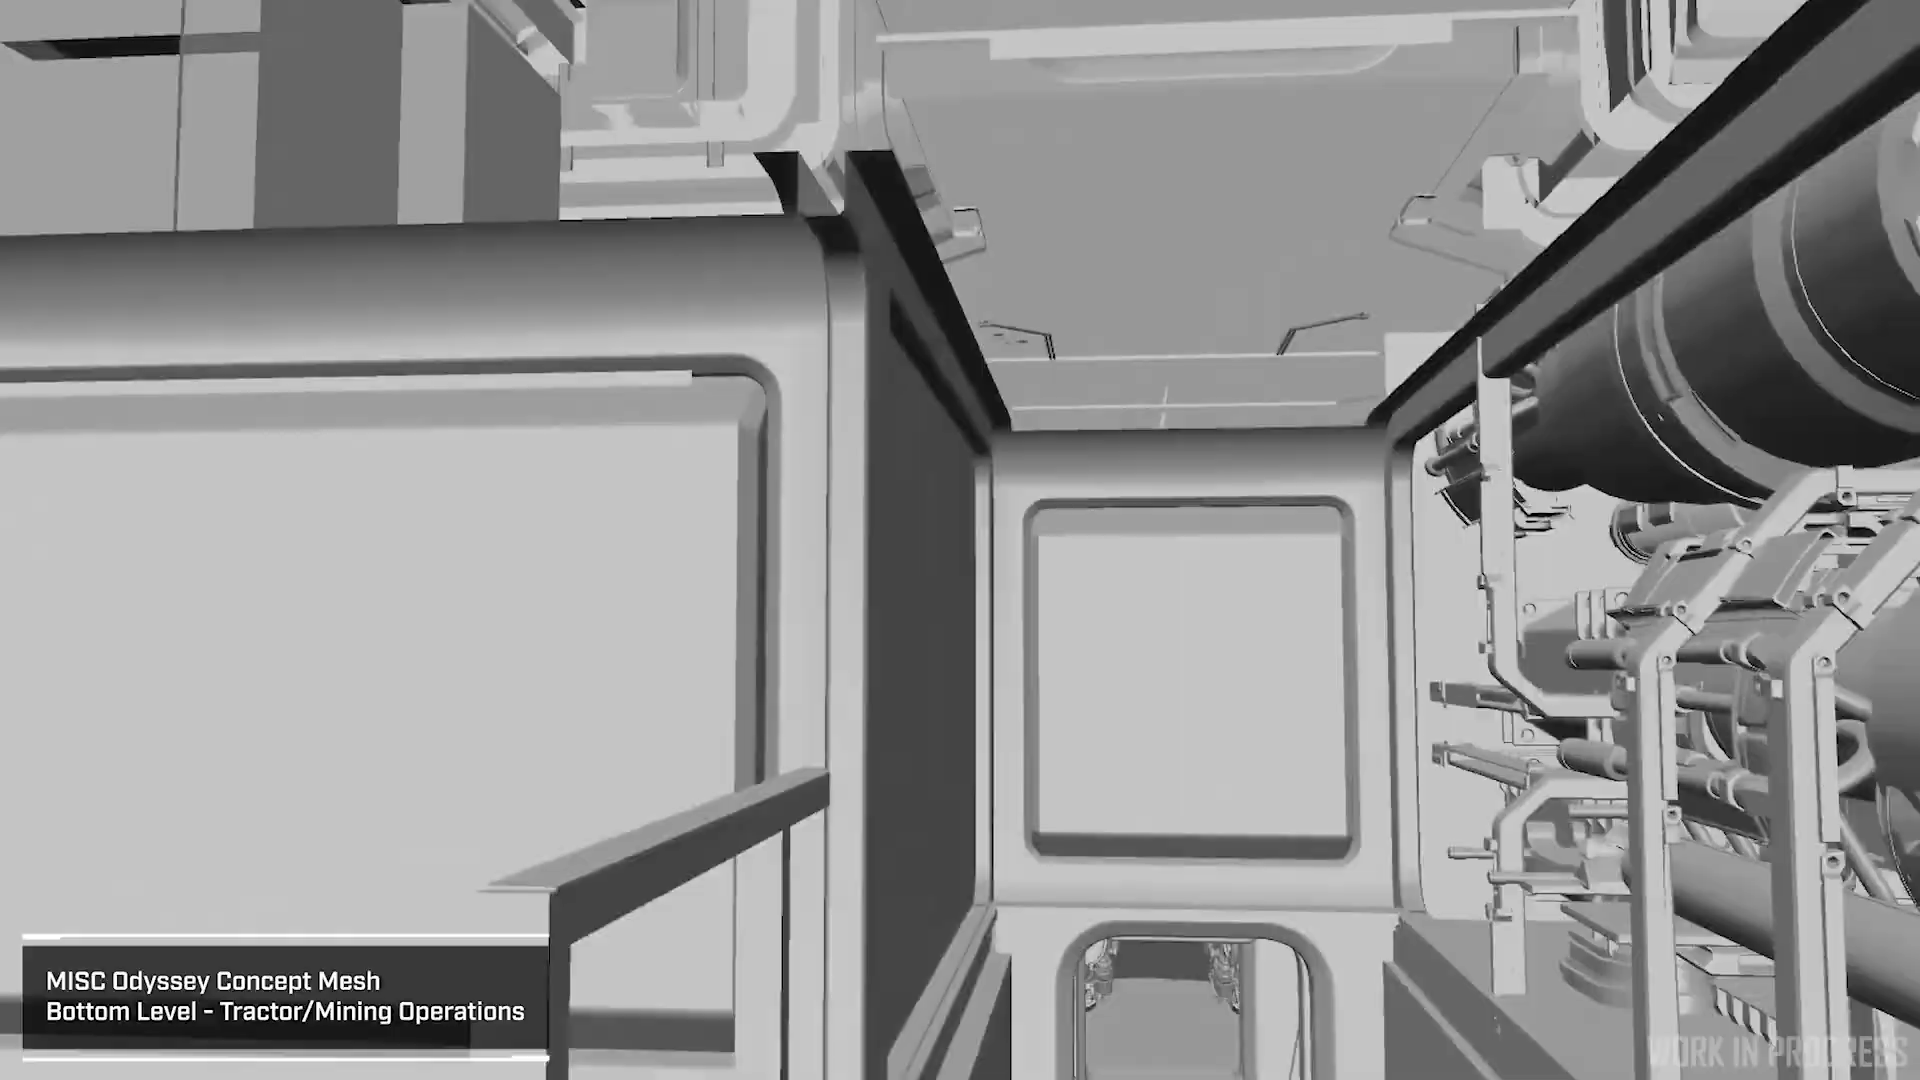 MISC Odyssey Concept Mesh
Bottom Level - Tractor/Mining Operations
WORK IN PROGRESS